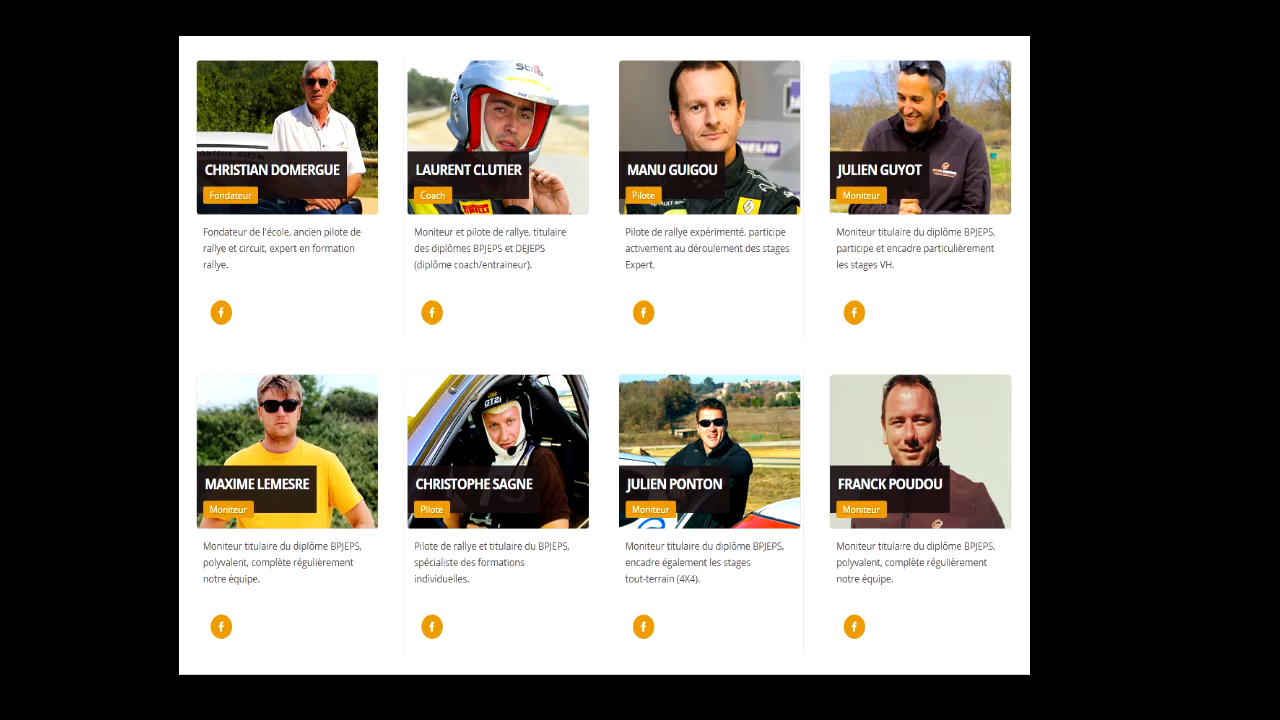 CHRISTIAN DOMERGUE
Fondateur
Fondateur de l'école, ancien pilote de
rallye et circuit, expert en formation
rallye.
STILO
LAURENT CLUTIER
Coach
PIRELLI
Moniteur et pilote de rallye, titulaire
des diplômes BPJEPS et DEJEPS
(diplôme coach/entraineur).
MANU GUIGOU
Pilote
Pilote de rallye expérimenté, participe
activement au déroulement des stages
Expert.
JULIEN GUYOT
Moniteur
Moniteur titulaire du diplôme BPJEPS,
participe et encadre particulièrement
les stages VH.
MAXIME LEMESRE
Moniteur
Moniteur titulaire du diplôme BPJEPS,
polyvalent, complète régulièrement
notre équipe.
GT2i
CHRISTOPHE SAGNE
Pilote
Pilote de rallye et titulaire du BPJEPS,
spécialiste des formations
individuelles.
JULIEN PONTON
Moniteur
Moniteur titulaire du diplôme BPJEPS,
encadre également les stages
tout-terrain (4X4).
FRANCK POUDOU
Moniteur
Moniteur titulaire du diplôme BPJEPS,
polyvalent, complète régulièrement
notre équipe.